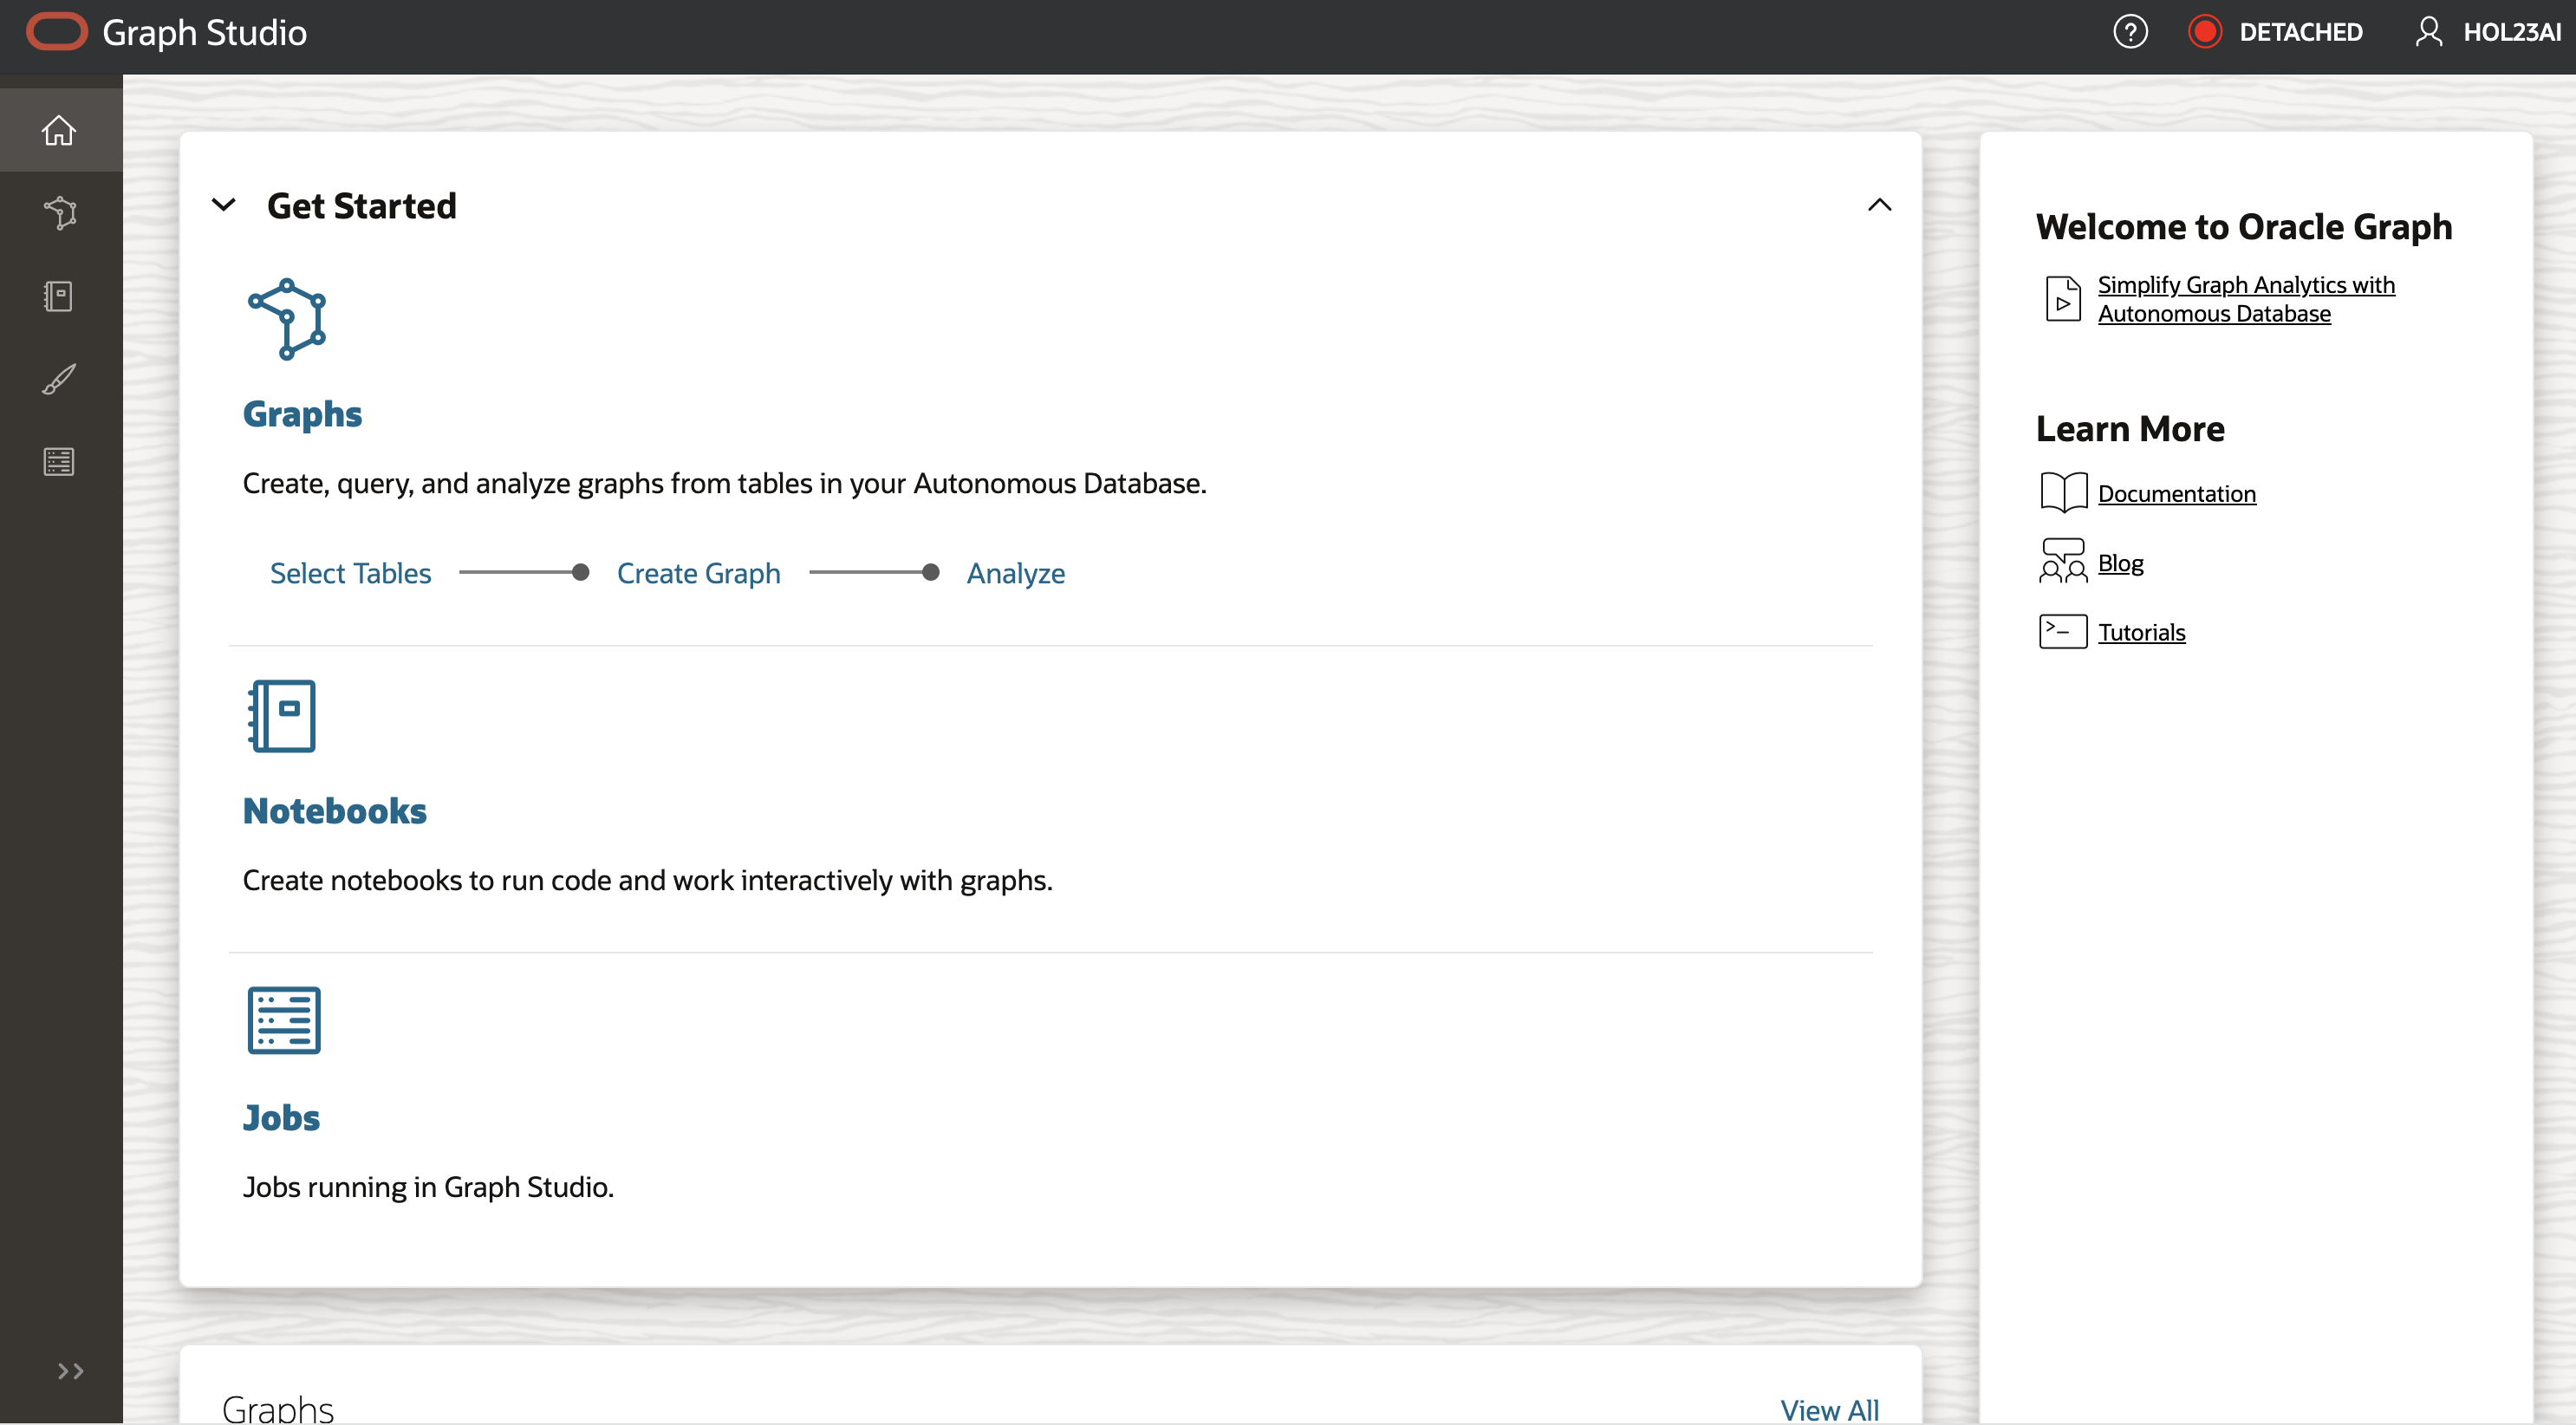 Graph Studio
DETACHED
HOL23AI
Get Started
Graphs
Create, query, and analyze graphs from tables in your Autonomous Database.
Select Tables
Create Graph
Analyze
Notebooks
Create notebooks to run code and work interactively with graphs.
Jobs
Jobs running in Graph Studio.
Graphs
View All
Welcome to Oracle Graph
Simplify Graph Analytics with
Autonomous Database
Learn More
Documentation
Blog
Tutorials